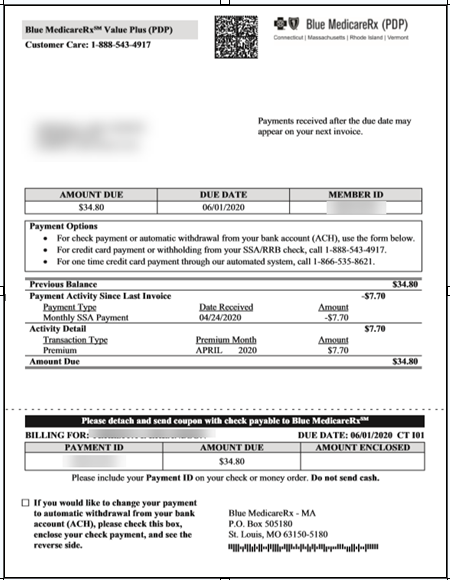 Blue MedicareRx℠ Value Plus (PDP)
Customer Care: 1-888-543-4917
Blue MedicareRx (PDP)
Connecticut | Massachusetts | Rhode Island | Vermont
Payments received after the due date may
appear on your next invoice.
AMOUNT DUE DUE DATE MEMBER ID
$34.80 06/01/2020
Payment Options
• For check payment or automatic withdrawal from your bank account (ACH), use the form below.
• For credit card payment or withholding from your SSA/RRB check, call 1-888-543-4917.
• For one time credit card payment through our automated system, call 1-866-535-8621.
Previous Balance $34.80
Payment Activity Since Last Invoice -$7.70
Payment Type Date Received Amount
Monthly SSA Payment 04/24/2020 -$7.70
Activity Detail $7.70
Transaction Type Premium Month Amount
Premium APRIL 2020 $7.70
Amount Due $34.80
Please detach and send coupon with check payable to Blue MedicareRx℠
BILLING FOR: DUE DATE: 06/01/2020 CT 101
PAYMENT ID AMOUNT DUE AMOUNT ENCLOSED
$34.80
Please include your Payment ID on your check or money order. Do not send cash.
If you would like to change your payment
to automatic withdrawal from your bank
account (ACH), please check this box,
enclose your payment, and see the
reverse side.
Blue MedicareRx - MA
P.O. Box 505180
St. Louis, MO 63150-5180